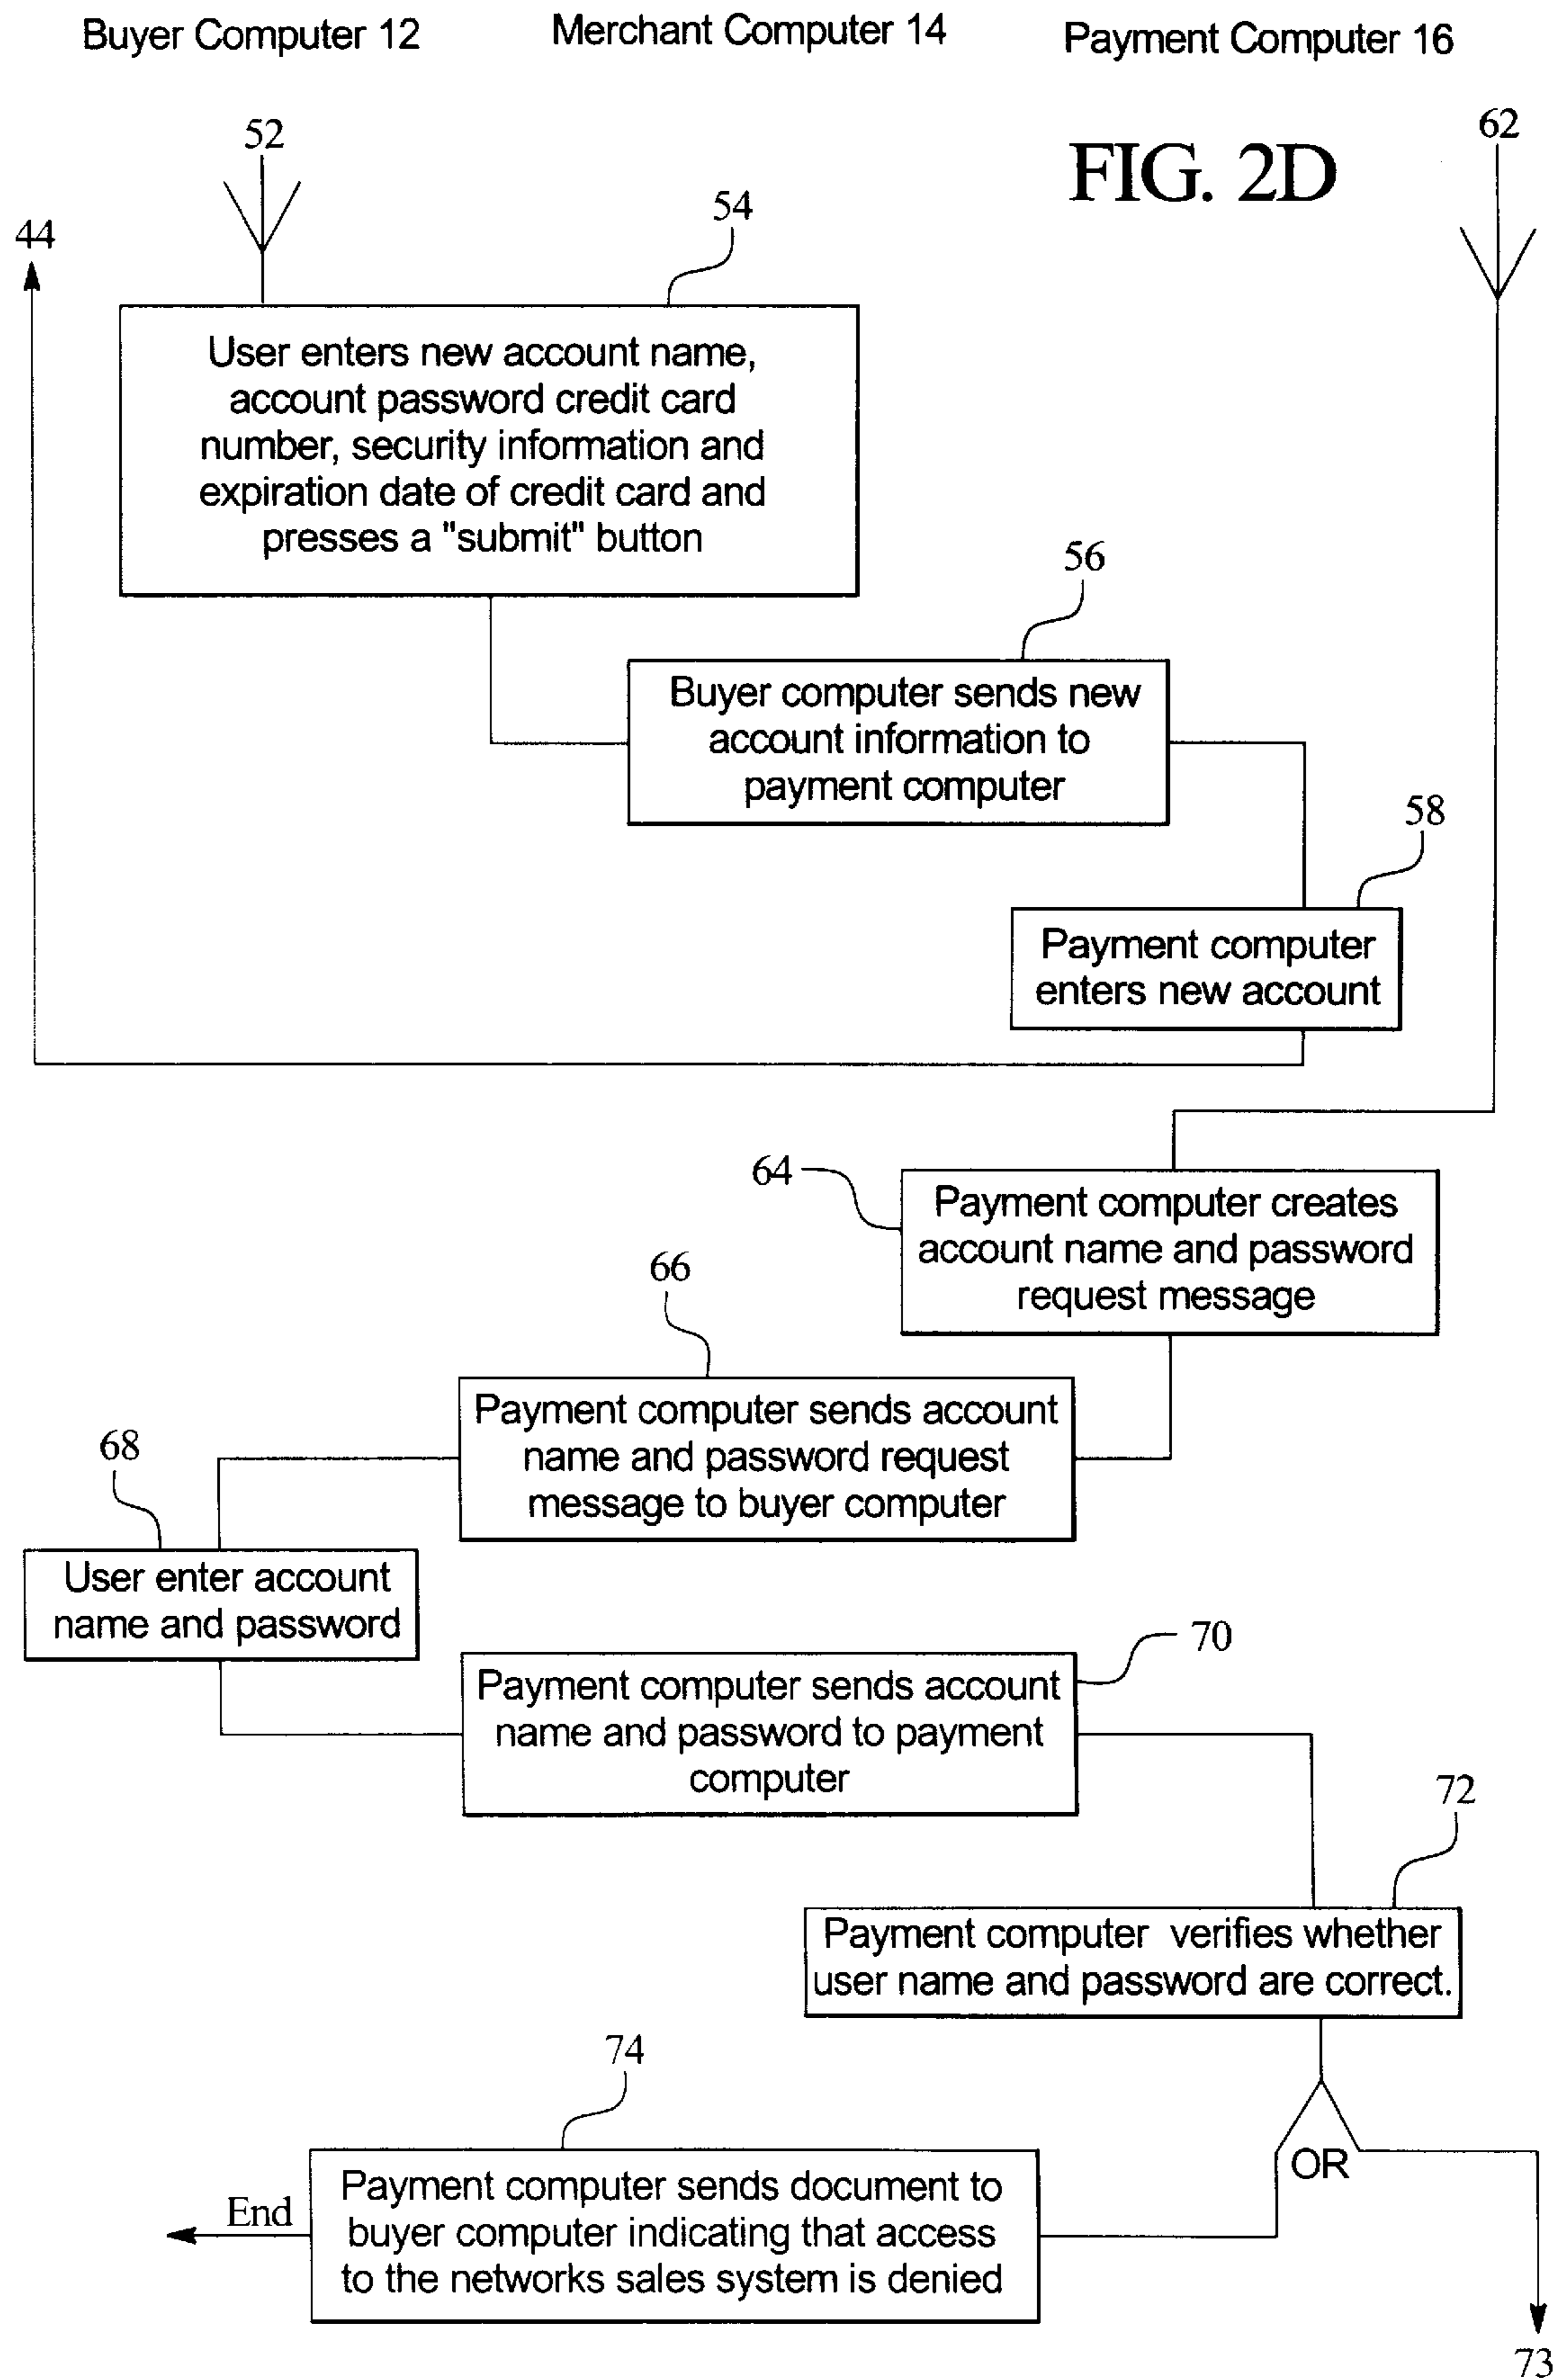 Buyer Computer 12
Merchant Computer 14
Payment Computer 16
FIG. 2D
52
62
44
54
User enters new account name,
account password credit card
number, security information and
expiration date of credit card and
presses a "submit" button
56
Buyer computer sends new
account information to
payment computer
58
Payment computer
enters new account
64
Payment computer creates
account name and password
request message
66
Payment computer sends account
name and password request
message to buyer computer
68
User enter account
name and password
70
Payment computer sends account
name and password to payment
computer
72
Payment computer verifies whether
user name and password are correct.
OR
74
Payment computer sends document to
buyer computer indicating that access
to the networks sales system is denied
End
73